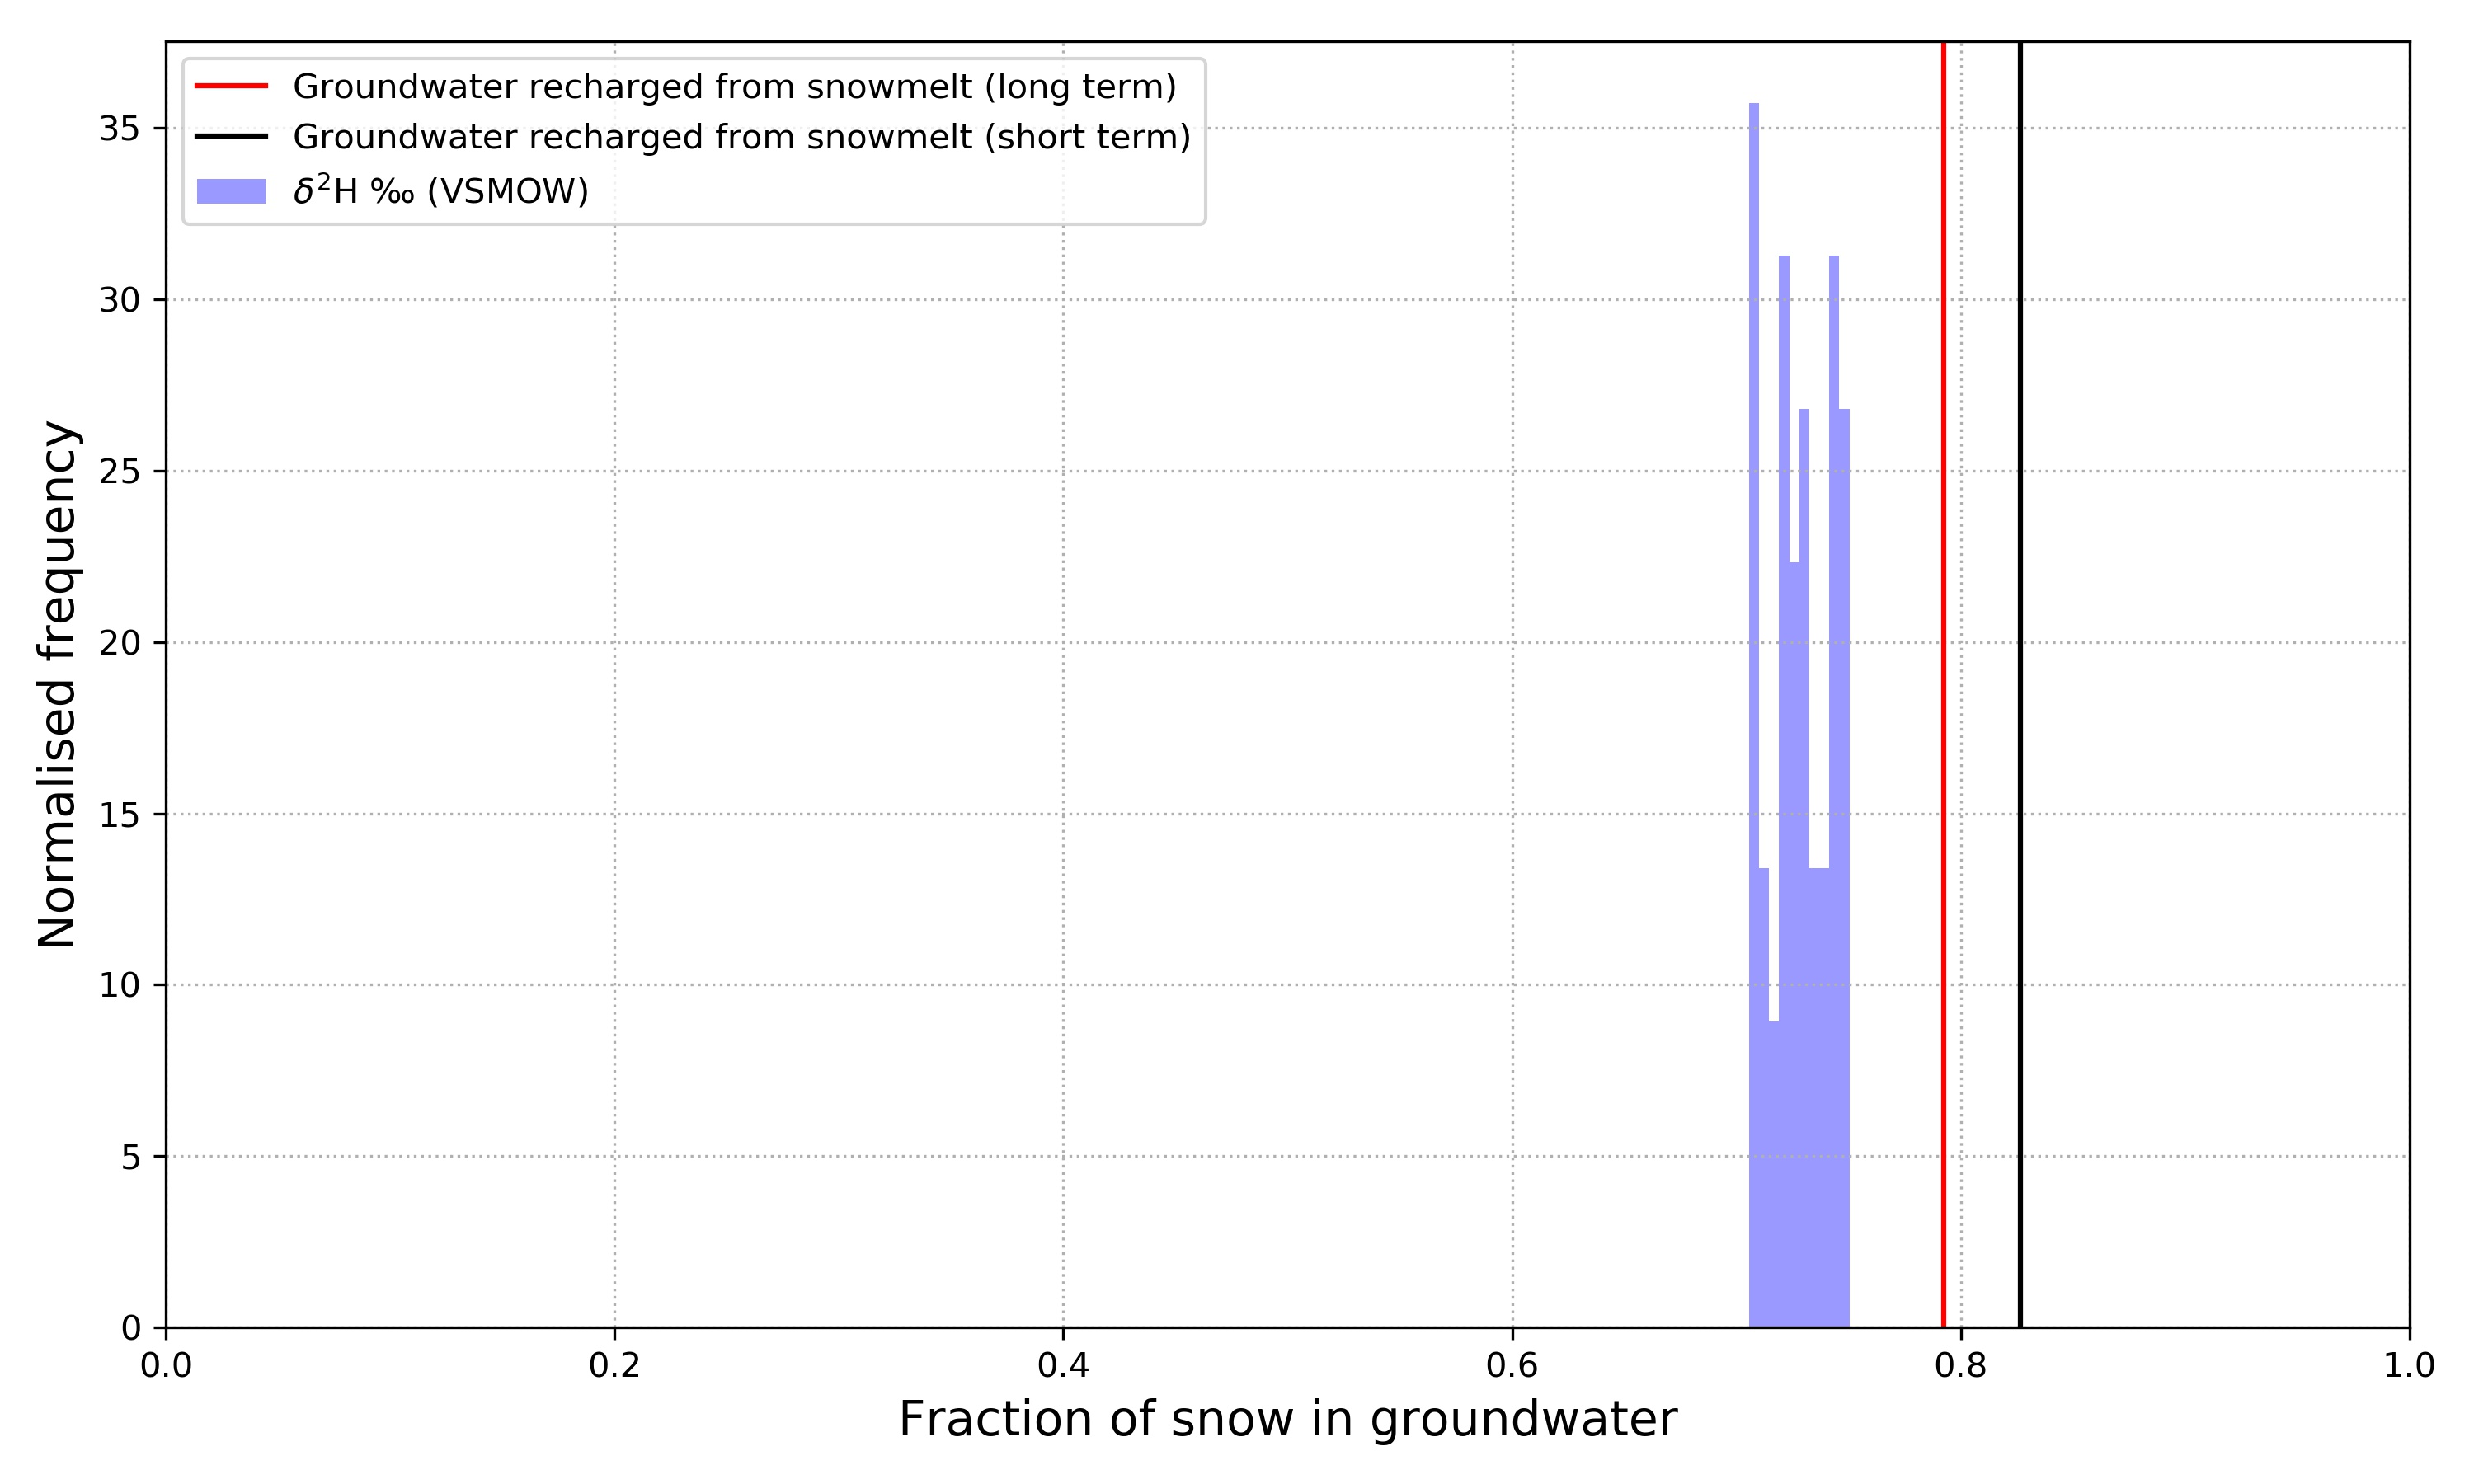 Groundwater recharged from snowmelt (long term)
Groundwater recharged from snowmelt (short term)
δ²H ‰ (VSMOW)
35
30
25
20
15
10
5
0
Normalised frequency
0.0 0.2 0.4 0.6 0.8 1.0
Fraction of snow in groundwater